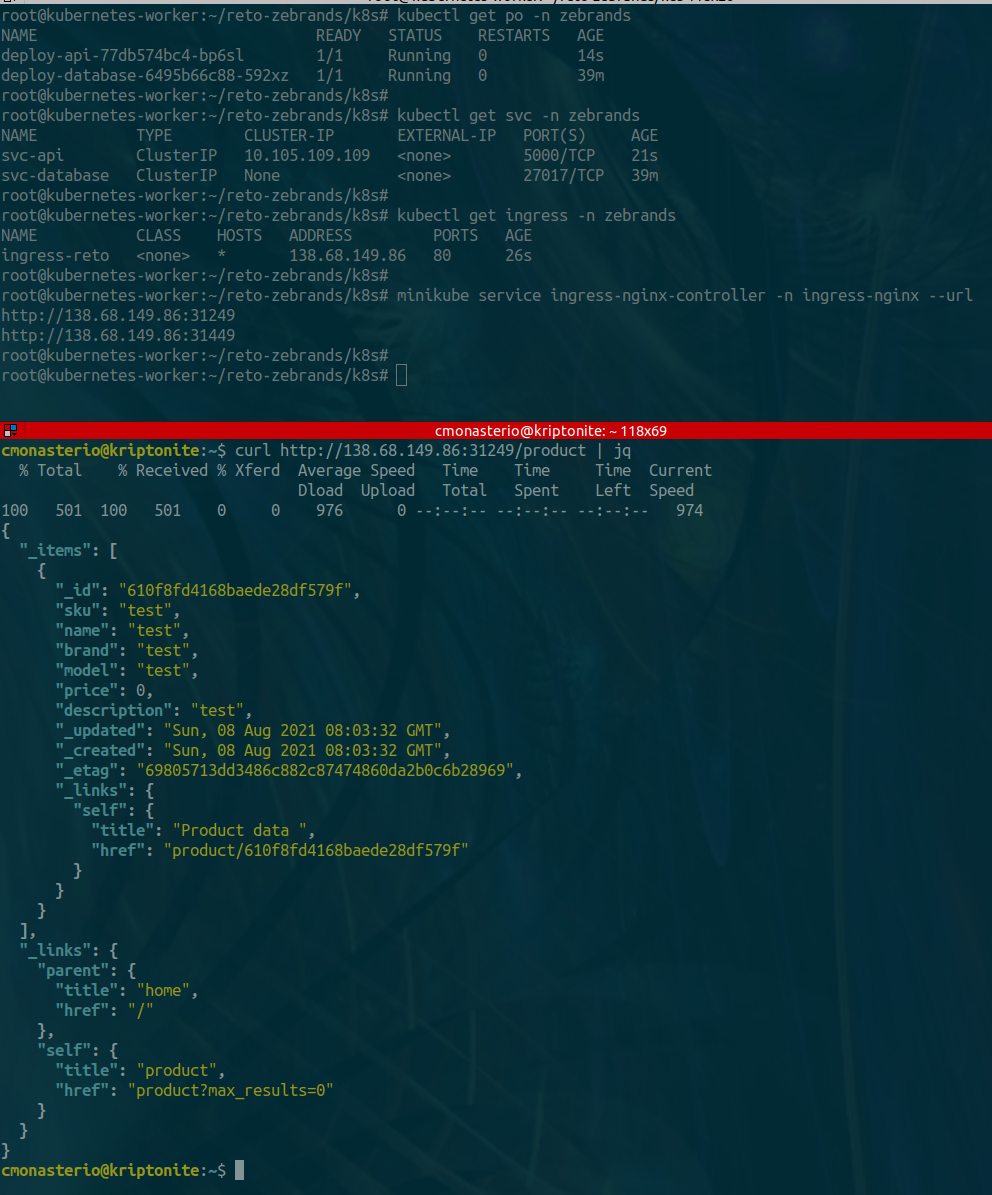 root@kubernetes-worker:~/reto-zebrands/k8s# kubectl get po -n zebrands
NAME                               READY   STATUS    RESTARTS   AGE
deploy-api-77db574bc4-bp6sl        1/1     Running   0          14s
deploy-database-6495b66c88-592xz   1/1     Running   0          39m
root@kubernetes-worker:~/reto-zebrands/k8s#
root@kubernetes-worker:~/reto-zebrands/k8s# kubectl get svc -n zebrands
NAME           TYPE        CLUSTER-IP       EXTERNAL-IP   PORT(S)     AGE
svc-api        ClusterIP   10.105.109.109   <none>        5000/TCP    21s
svc-database   ClusterIP   None             <none>        27017/TCP   39m
root@kubernetes-worker:~/reto-zebrands/k8s#
root@kubernetes-worker:~/reto-zebrands/k8s# kubectl get ingress -n zebrands
NAME           CLASS    HOSTS   ADDRESS         PORTS   AGE
ingress-reto   <none>   *       138.68.149.86   80      26s
root@kubernetes-worker:~/reto-zebrands/k8s#
root@kubernetes-worker:~/reto-zebrands/k8s# minikube service ingress-nginx-controller -n ingress-nginx --url
http://138.68.149.86:31249
http://138.68.149.86:31449
root@kubernetes-worker:~/reto-zebrands/k8s#
root@kubernetes-worker:~/reto-zebrands/k8s#
cmonasterio@kriptonite: ~ 118x69
cmonasterio@kriptonite:~$ curl http://138.68.149.86:31249/product | jq
  % Total    % Received % Xferd  Average Speed   Time    Time     Time  Current
                                 Dload  Upload   Total   Spent    Left  Speed
100   501  100   501    0     0    976      0 --:--:-- --:--:-- --:--:--   974
{
  "_items": [
    {
      "_id": "610f8fd4168baede28df579f",
      "sku": "test",
      "name": "test",
      "brand": "test",
      "model": "test",
      "price": 0,
      "description": "test",
      "_updated": "Sun, 08 Aug 2021 08:03:32 GMT",
      "_created": "Sun, 08 Aug 2021 08:03:32 GMT",
      "_etag": "69805713dd3486c882c87474860da2b0c6b28969",
      "_links": {
        "self": {
          "title": "Product data ",
          "href": "product/610f8fd4168baede28df579f"
        }
      }
    }
  ],
  "_links": {
    "parent": {
      "title": "home",
      "href": "/"
    },
    "self": {
      "title": "product",
      "href": "product?max_results=0"
    }
  }
}
cmonasterio@kriptonite:~$